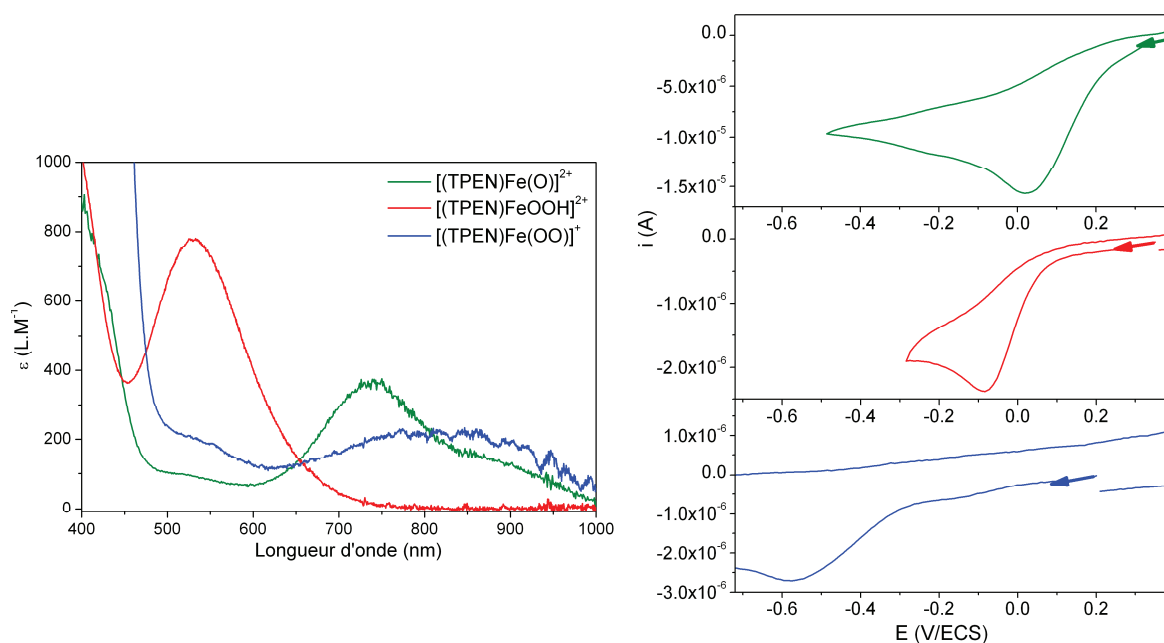 1000
800
600
400
200
0
ε (L.M⁻¹)
[(TPEN)Fe(O)]²⁺
[(TPEN)FeOOH]²⁺
[(TPEN)Fe(OO)]⁺
400 500 600 700 800 900 1000
Longueur d'onde (nm)
i (A)
0.0
-5.0x10⁻⁶
-1.0x10⁻⁵
-1.5x10⁻⁵
-0.6 -0.4 -0.2 0.0 0.2
0.0
-1.0x10⁻⁶
-2.0x10⁻⁶
-0.6 -0.4 -0.2 0.0 0.2
1.0x10⁻⁶
0.0
-1.0x10⁻⁶
-2.0x10⁻⁶
-3.0x10⁻⁶
-0.6 -0.4 -0.2 0.0 0.2
E (V/ECS)